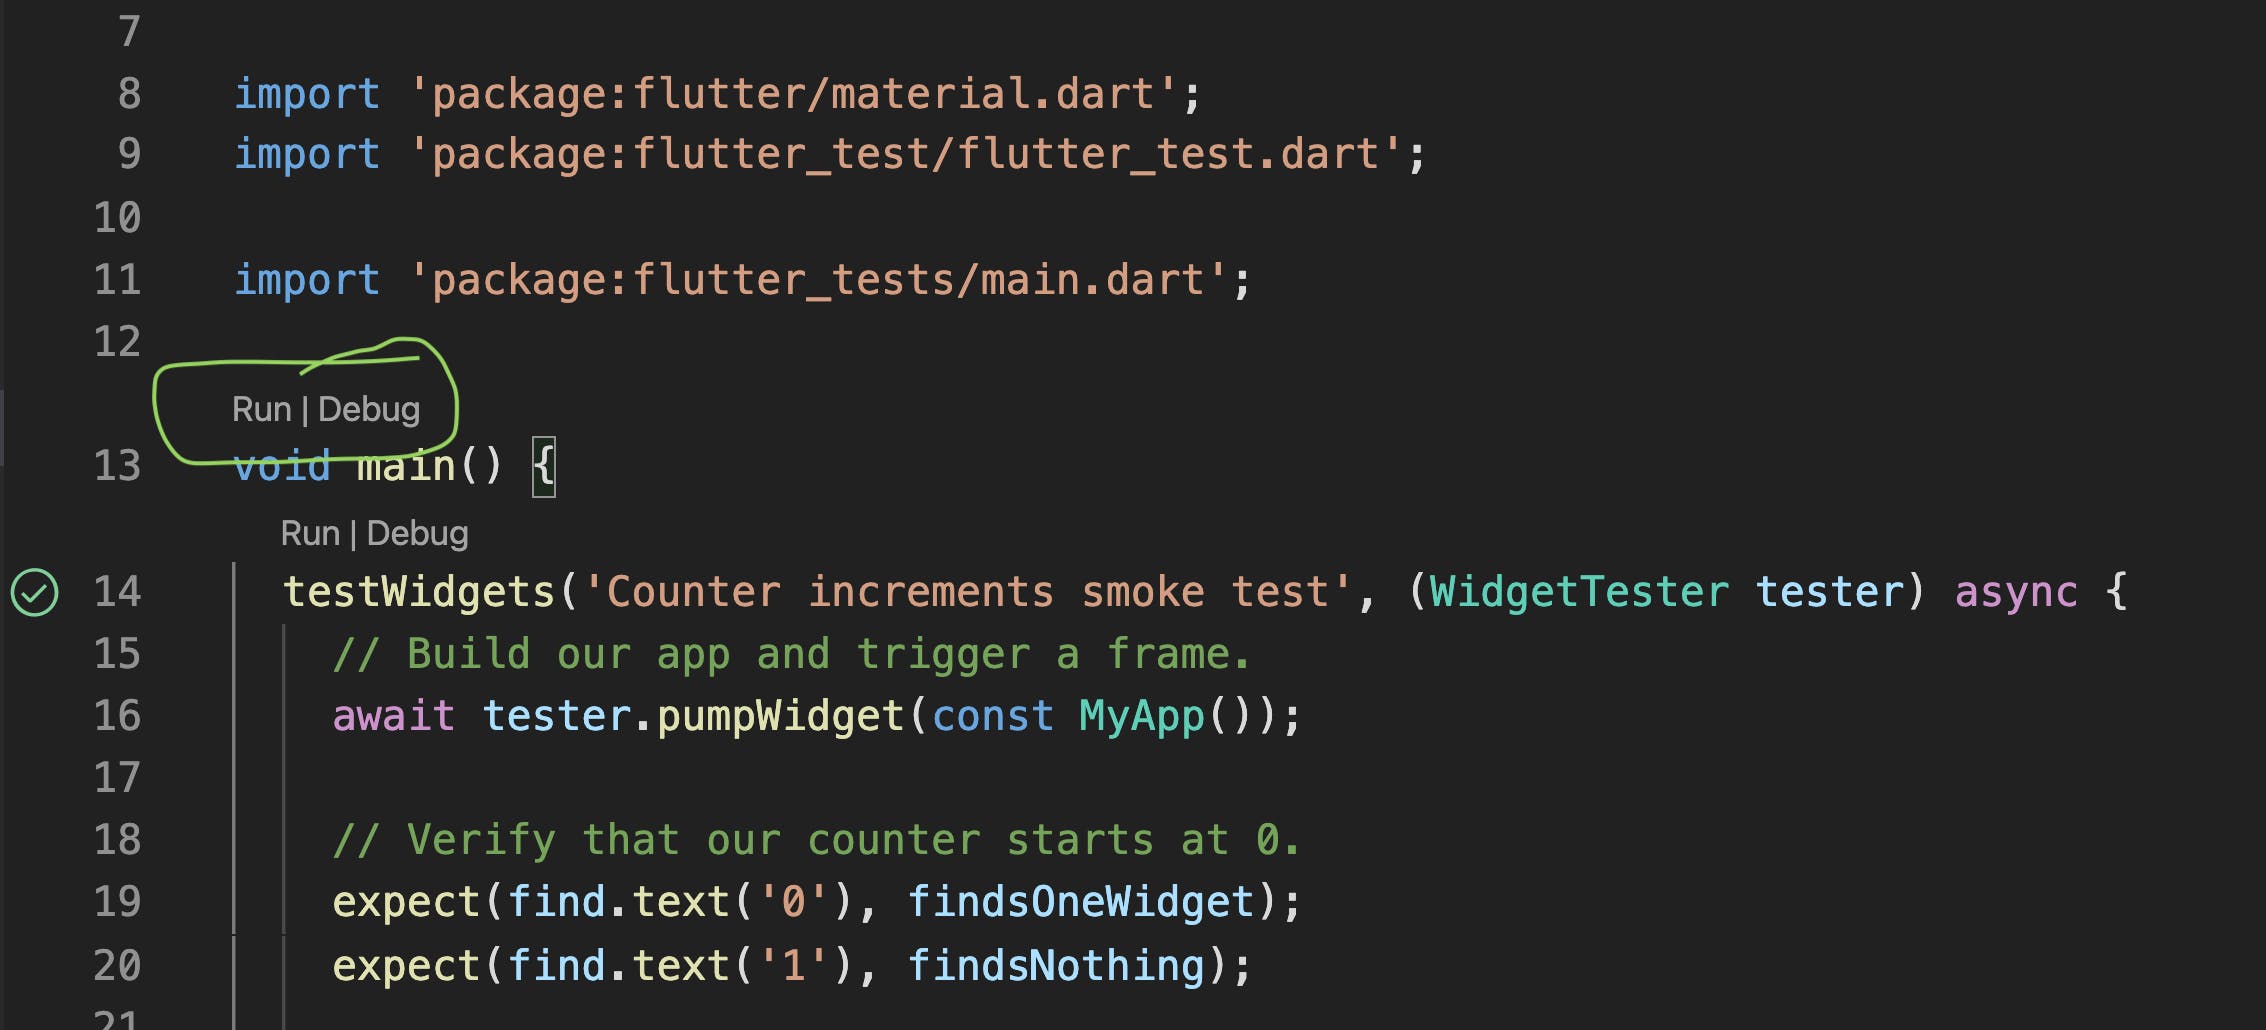 7
8 import 'package:flutter/material.dart';
9 import 'package:flutter_test/flutter_test.dart';
10
11 import 'package:flutter_tests/main.dart';
12
Run | Debug
13 void main() {
Run | Debug
14 testWidgets('Counter increments smoke test', (WidgetTester tester) async {
15 // Build our app and trigger a frame.
16 await tester.pumpWidget(const MyApp());
17
18 // Verify that our counter starts at 0.
19 expect(find.text('0'), findsOneWidget);
20 expect(find.text('1'), findsNothing);
21